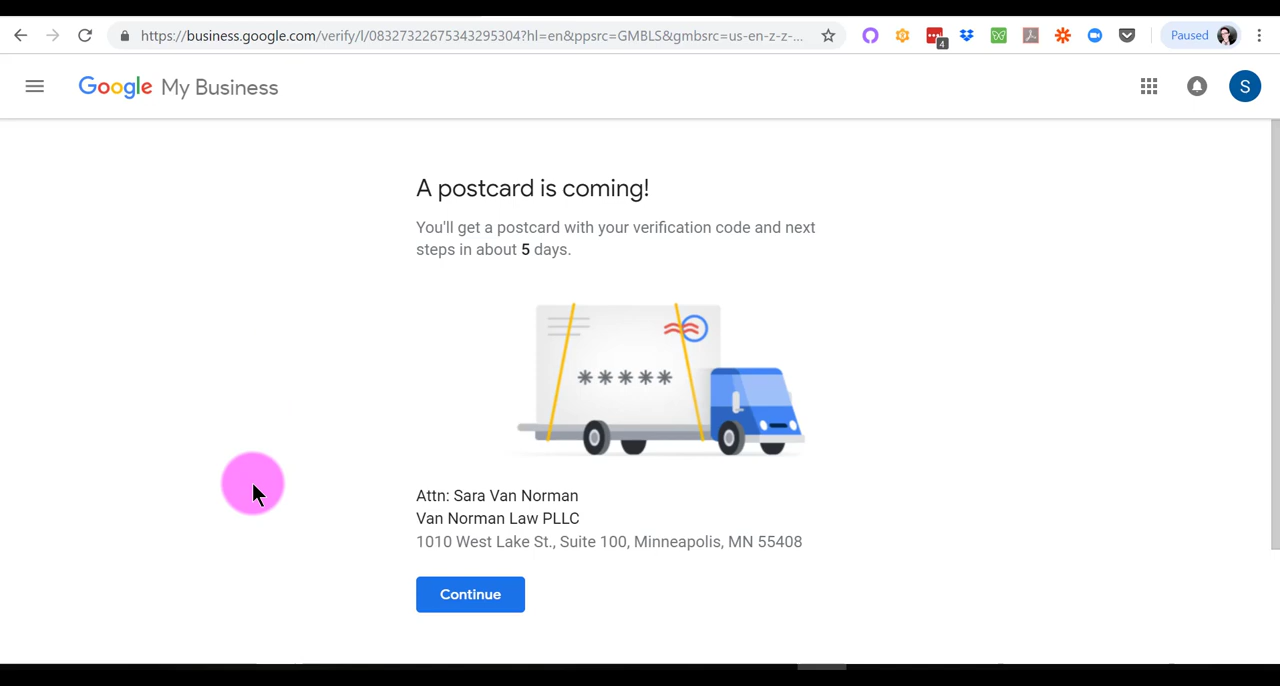 https://business.google.com/verify/l/08327322675343295304?hl=en&ppsrc=GMBLS&gmbsrc=us-en-z-z-...
4
Paused
Google My Business
S
A postcard is coming!
You'll get a postcard with your verification code and next
steps in about 5 days.
*****
Attn: Sara Van Norman
Van Norman Law PLLC
1010 West Lake St., Suite 100, Minneapolis, MN 55408
Continue